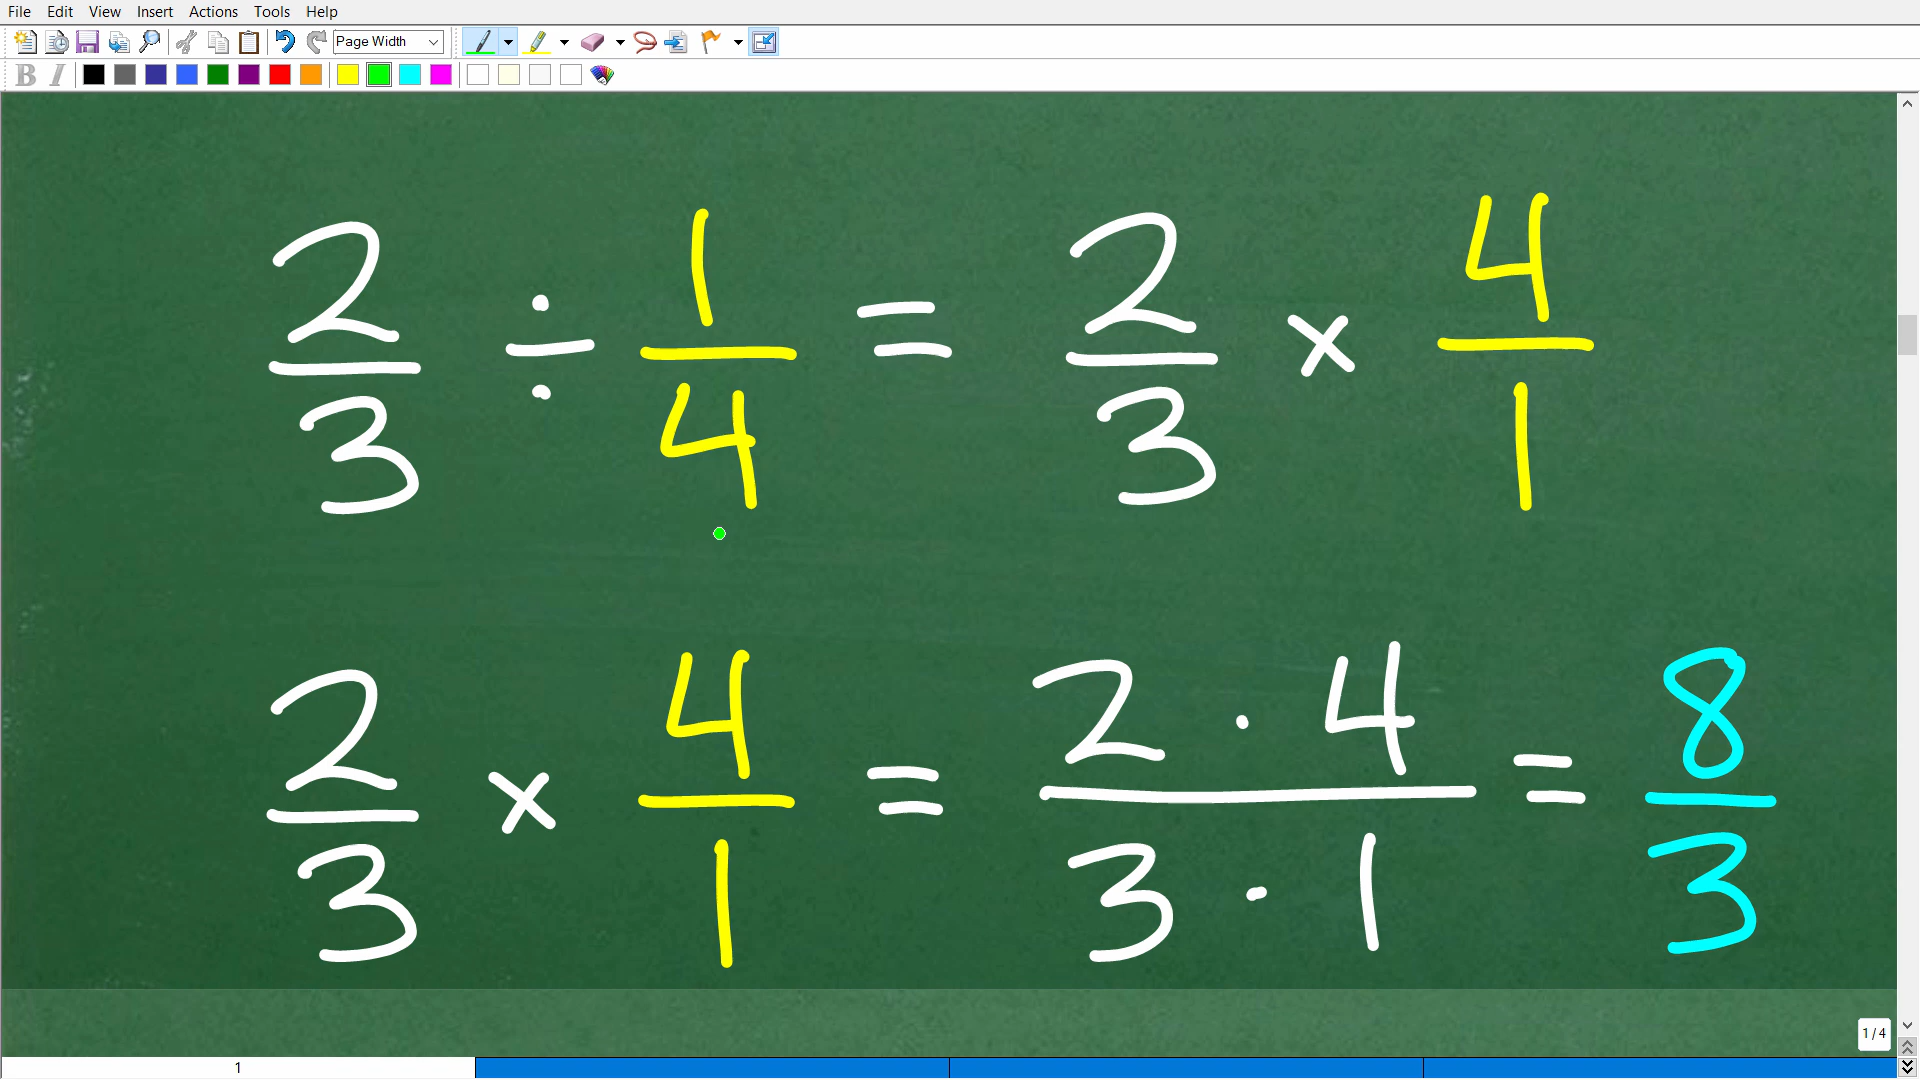 File Edit View Insert Actions Tools Help
Page Width
B I
2/3 ÷ 1/4 = 2/3 × 4/1
2/3 × 4/1 = 2 · 4 / 3 · 1 = 8/3
1 / 4
1